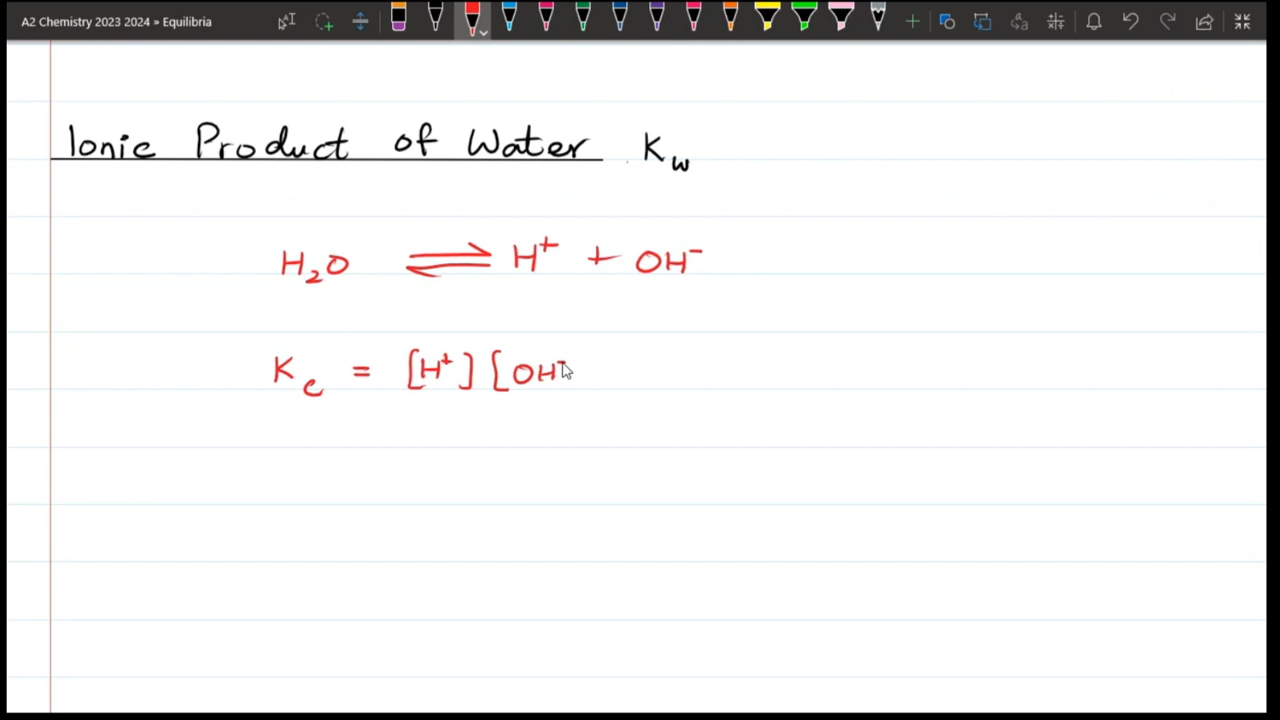 A2 Chemistry 2023 2024 » Equilibria
Ionic Product of Water Kw
H₂O ⇌ H⁺ + OH⁻
Kc = [H⁺] [OH⁻